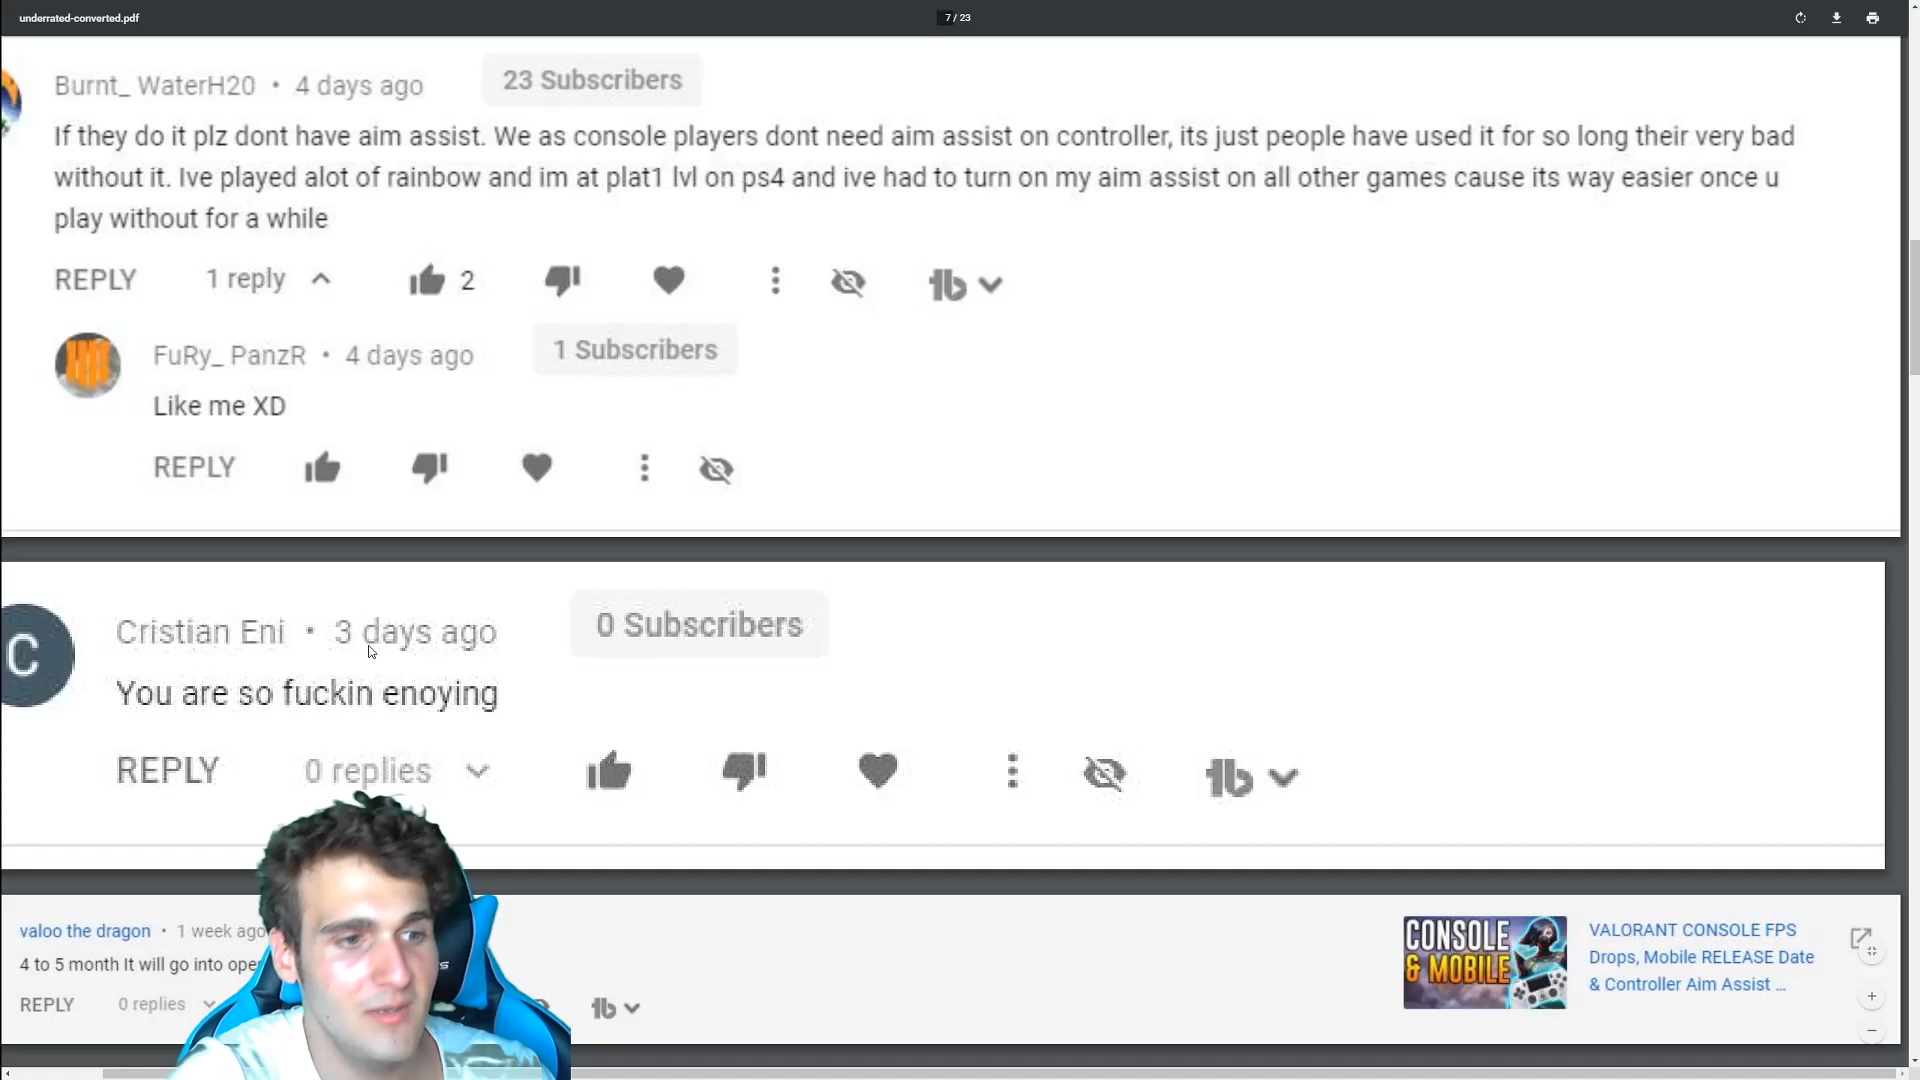 underrated-converted.pdf
7 / 23
Burnt_ WaterH20 • 4 days ago
23 Subscribers
If they do it plz dont have aim assist. We as console players dont need aim assist on controller, its just people have used it for so long their very bad
without it. Ive played alot of rainbow and im at plat1 lvl on ps4 and ive had to turn on my aim assist on all other games cause its way easier once u
play without for a while
REPLY
1 reply
2
FuRy_ PanzR • 4 days ago
1 Subscribers
Like me XD
REPLY
C
Cristian Eni • 3 days ago
0 Subscribers
You are so fuckin enoying
REPLY
0 replies
valoo the dragon • 1 week ago
4 to 5 month It will go into
REPLY
0 replies
CONSOLE
& MOBILE
VALORANT CONSOLE FPS
Drops, Mobile RELEASE Date
& Controller Aim Assist ...